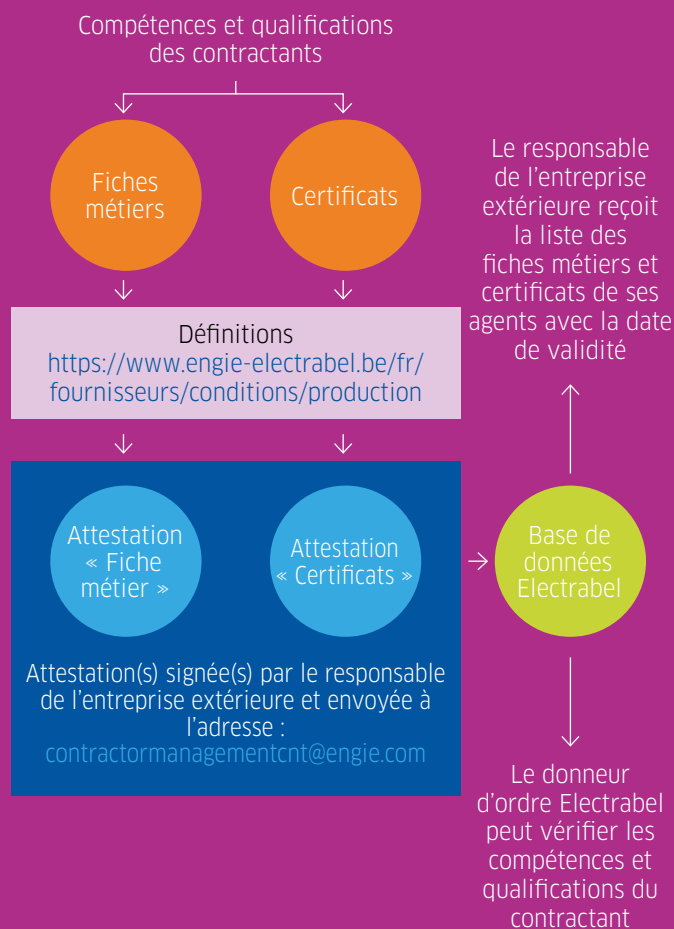 Compétences et qualifications
des contractants
Fiches
métiers
Certificats
Définitions
https://www.engie-electrabel.be/fr/
fournisseurs/conditions/production
Attestation
« Fiche
métier »
Attestation
« Certificats »
Attestation(s) signée(s) par le responsable
de l'entreprise extérieure et envoyée à
l'adresse :
contractormanagementcnt@engie.com
Base de
données
Electrabel
Le responsable
de l'entreprise
extérieure reçoit
la liste des
fiches métiers et
certificats de ses
agents avec la date
de validité
Le donneur
d'ordre Electrabel
peut vérifier les
compétences et
qualifications du
contractant